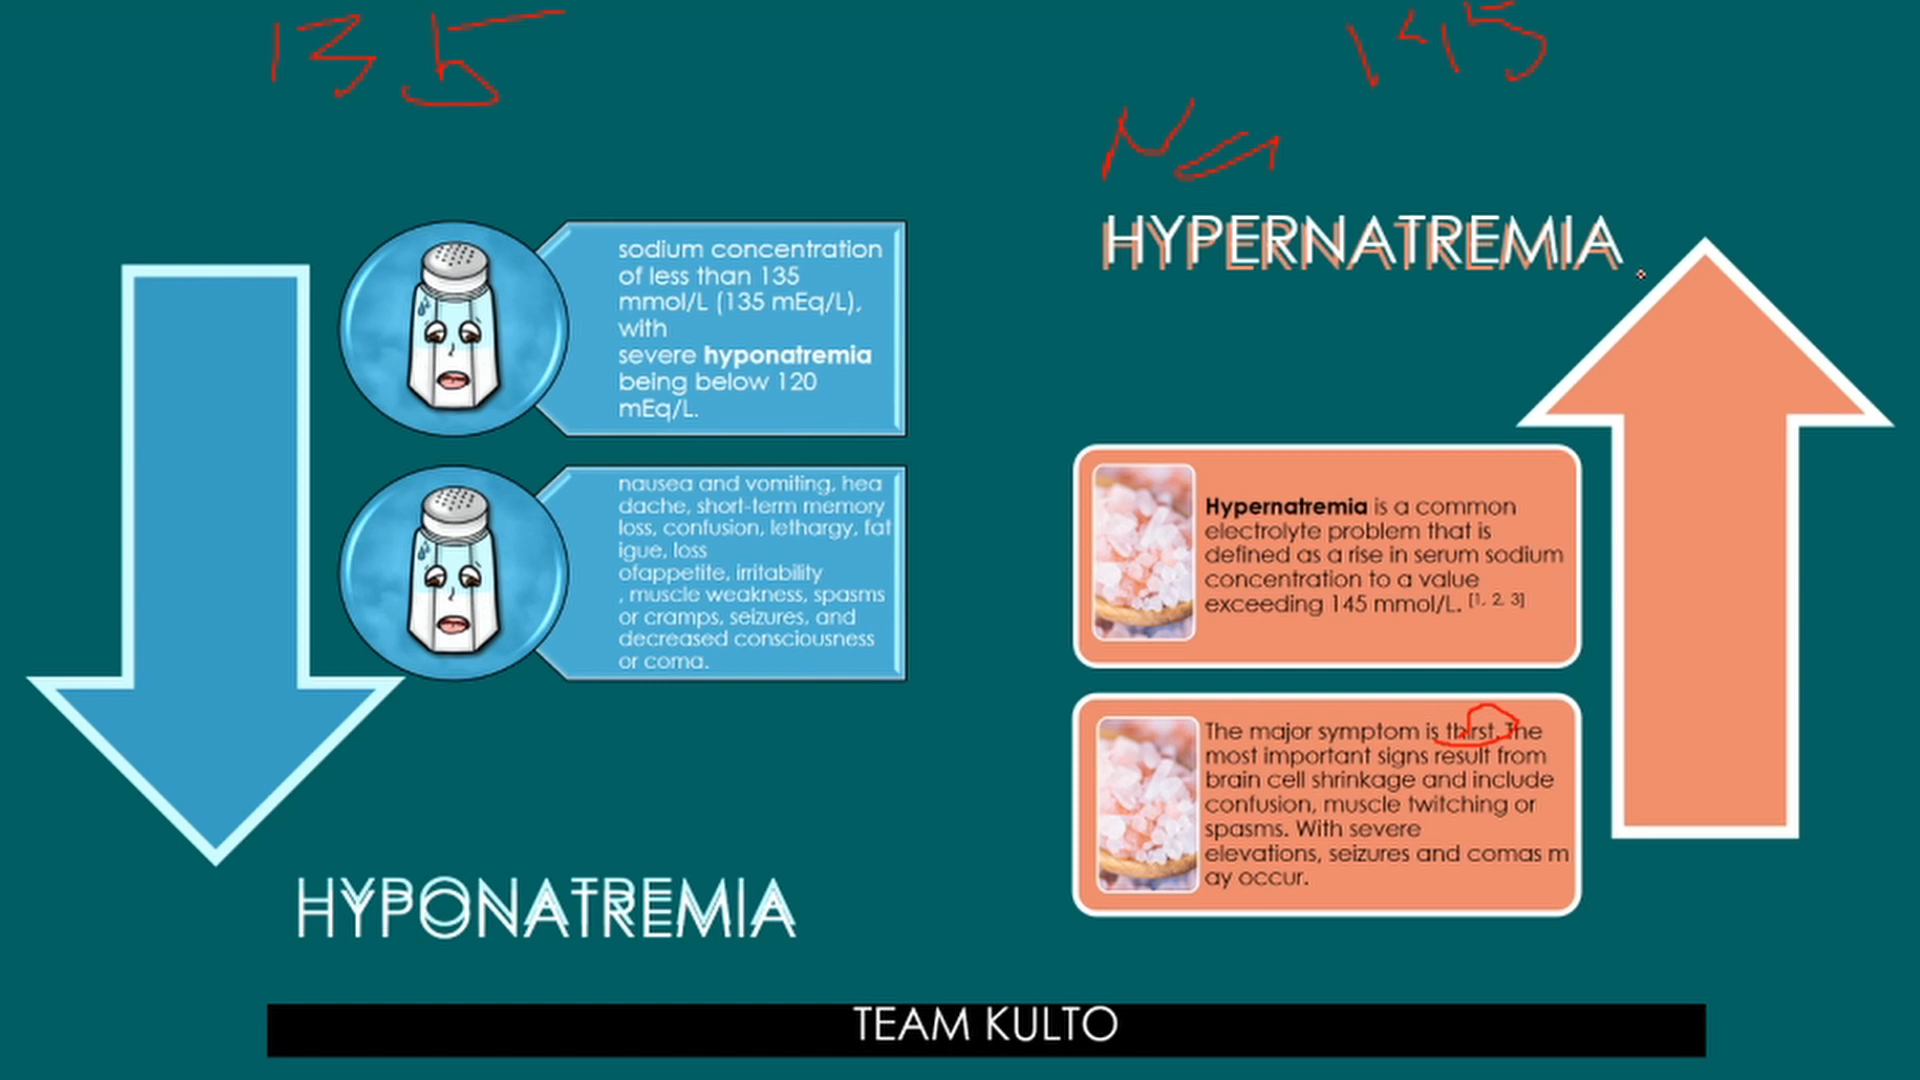 135
145
Na
HYPERNATREMIA
sodium concentration
of less than 135
mmol/L (135 mEq/L),
with
severe hyponatremia
being below 120
mEq/L.
nausea and vomiting, hea
dache, short-term memory
loss, confusion, lethargy, fat
igue, loss
ofappetite, irritability
, muscle weakness, spasms
or cramps, seizures, and
decreased consciousness
or coma.
Hypernatremia is a common
electrolyte problem that is
defined as a rise in serum sodium
concentration to a value
exceeding 145 mmol/L. [1, 2, 3]
The major symptom is thirst. The
most important signs result from
brain cell shrinkage and include
confusion, muscle twitching or
spasms. With severe
elevations, seizures and comas m
ay occur.
HYPONATREMIA
TEAM KULTO